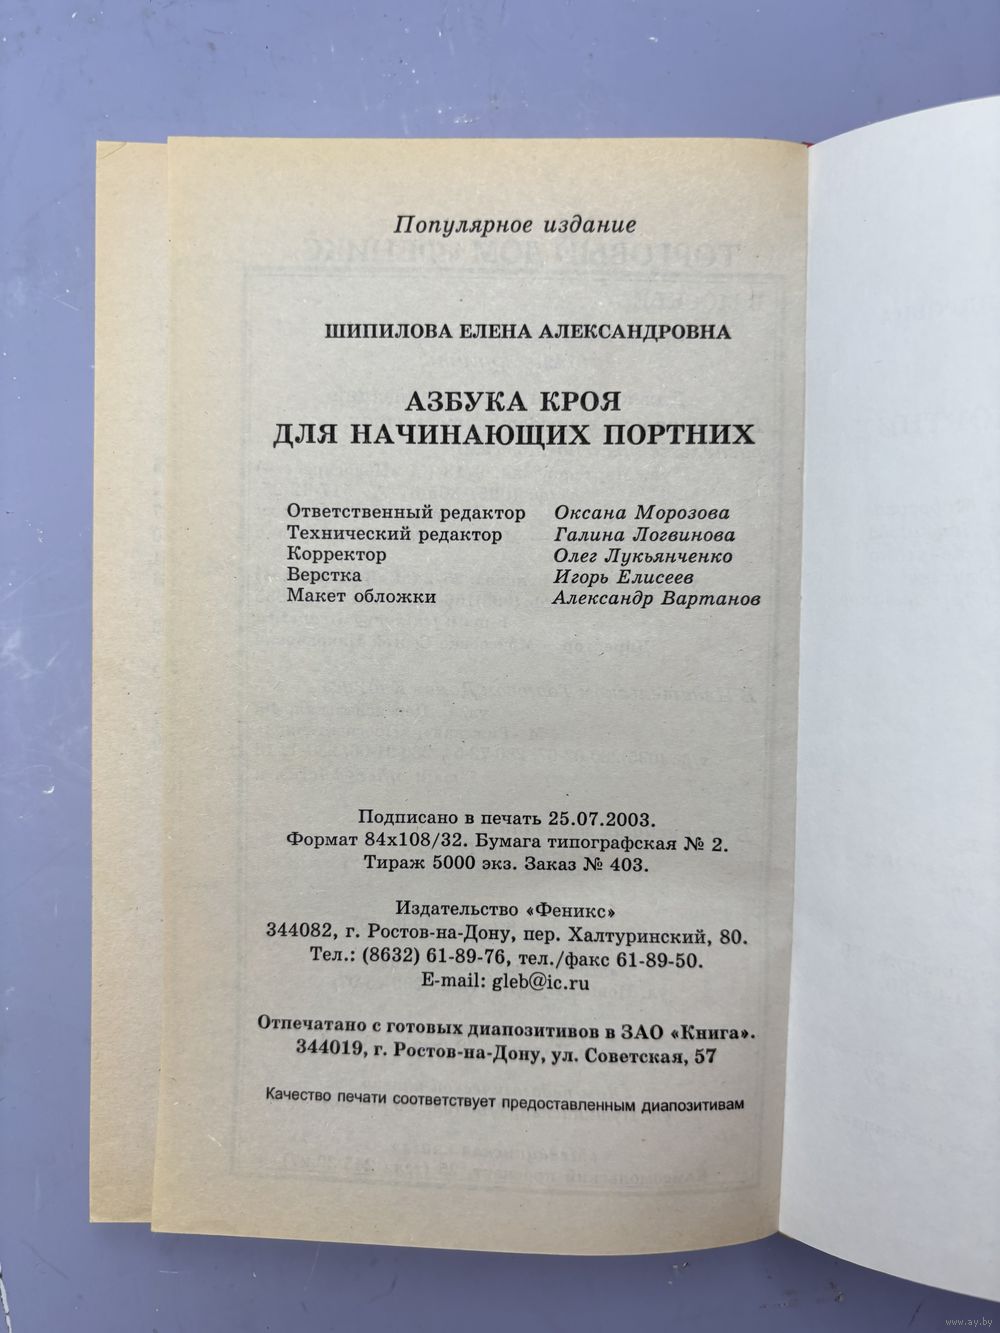 Популярное издание
ШИПИЛОВА ЕЛЕНА АЛЕКСАНДРОВНА
АЗБУКА КРОЯ
ДЛЯ НАЧИНАЮЩИХ ПОРТНИХ
Ответственный редактор Оксана Морозова
Технический редактор Галина Логвинова
Корректор Олег Лукьянченко
Верстка Игорь Елисеев
Макет обложки Александр Вартанов
Подписано в печать 25.07.2003.
Формат 84х108/32. Бумага типографская № 2.
Тираж 5000 экз. Заказ № 403.
Издательство «Феникс»
344082, г. Ростов-на-Дону, пер. Халтуринский, 80.
Тел.: (8632) 61-89-76, тел./факс 61-89-50.
E-mail: gleb@ic.ru
Отпечатано с готовых диапозитивов в ЗАО «Книга».
344019, г. Ростов-на-Дону, ул. Советская, 57
Качество печати соответствует предоставленным диапозитивам
www.ay.by